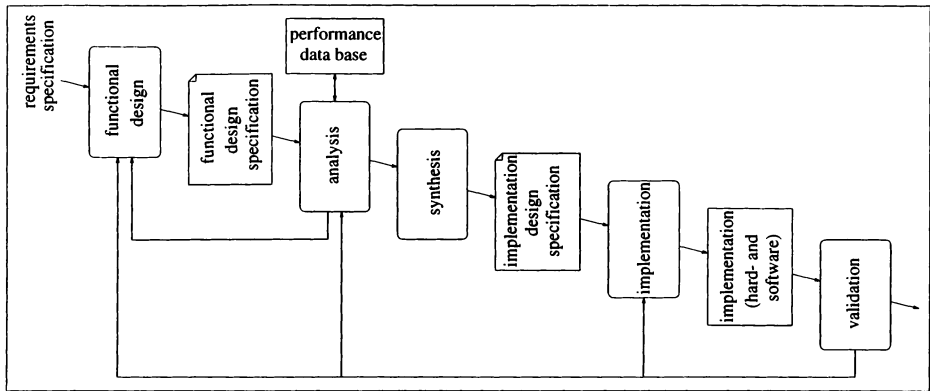 requirements
specification
functional
design
functional
design
specification
performance
data base
analysis
synthesis
implementation
design
specification
implementation
implementation
(hard- and
software)
validation